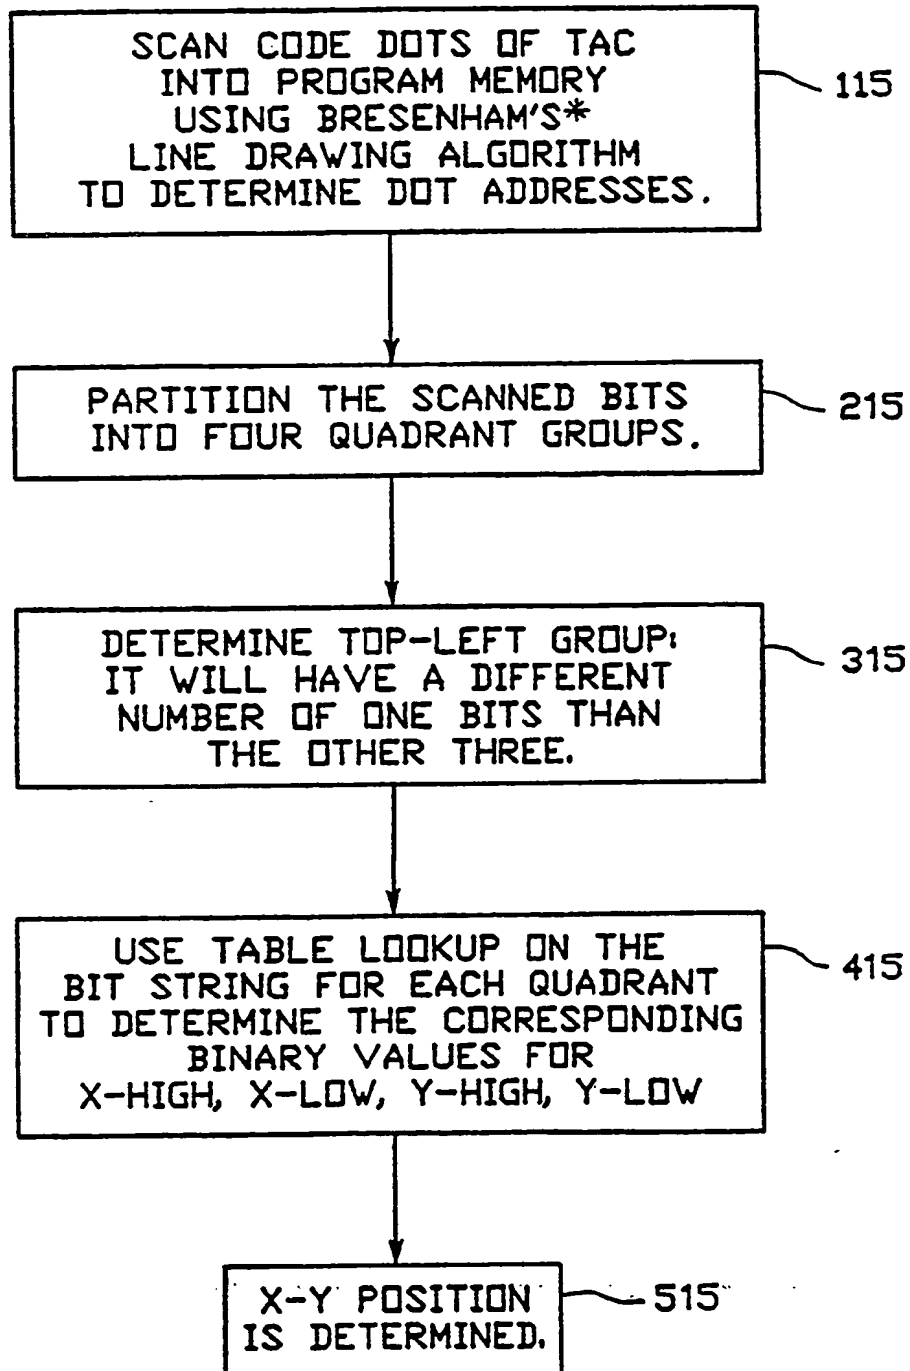 SCAN CODE DOTS OF TAC
INTO PROGRAM MEMORY
USING BRESENHAM'S*
LINE DRAWING ALGORITHM
TO DETERMINE DOT ADDRESSES.
115
PARTITION THE SCANNED BITS
INTO FOUR QUADRANT GROUPS.
215
DETERMINE TOP-LEFT GROUP:
IT WILL HAVE A DIFFERENT
NUMBER OF ONE BITS THAN
THE OTHER THREE.
315
USE TABLE LOOKUP ON THE
BIT STRING FOR EACH QUADRANT
TO DETERMINE THE CORRESPONDING
BINARY VALUES FOR
X-HIGH, X-LOW, Y-HIGH, Y-LOW
415
X-Y POSITION
IS DETERMINED.
515